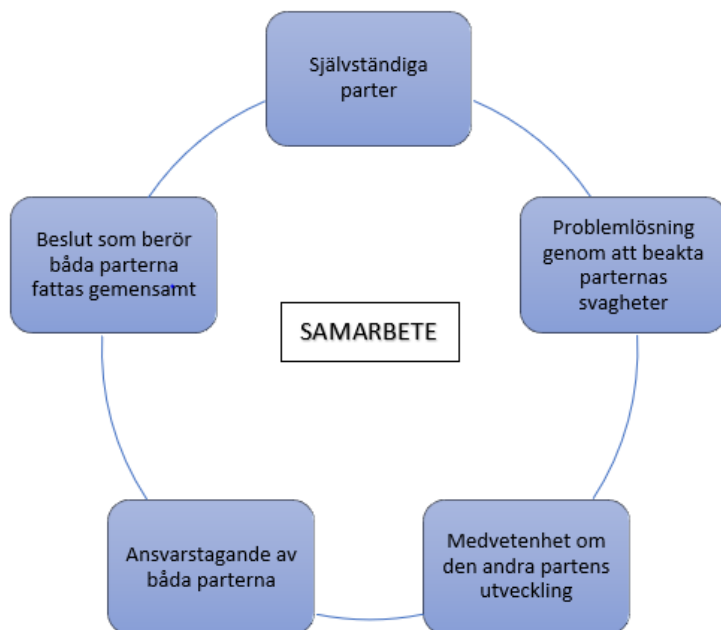 Självständiga
parter
Problemlösning
genom att beakta
parternas
svagheter
Medvetenhet om
den andra partens
utveckling
Ansvarstagande av
båda parterna
Beslut som berör
båda parterna
fattas gemensamt
SAMARBETE